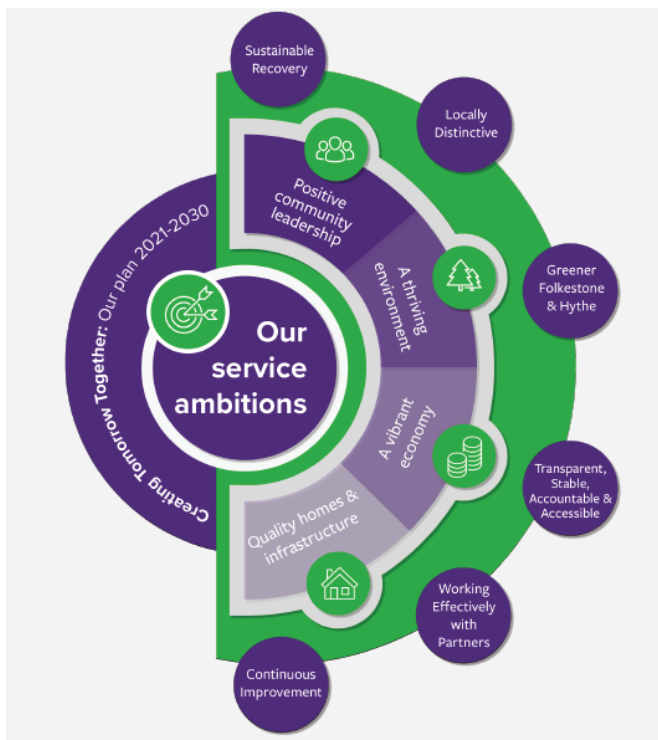 Sustainable
Recovery
Locally
Distinctive
Greener
Folkestone
& Hythe
Transparent,
Stable,
Accountable &
Accessible
Working
Effectively
with
Partners
Continuous
Improvement
Positive
community
leadership
A thriving
environment
A vibrant
economy
Quality homes &
infrastructure
Creating Tomorrow Together: Our plan 2021-2030
Our
service
ambitions